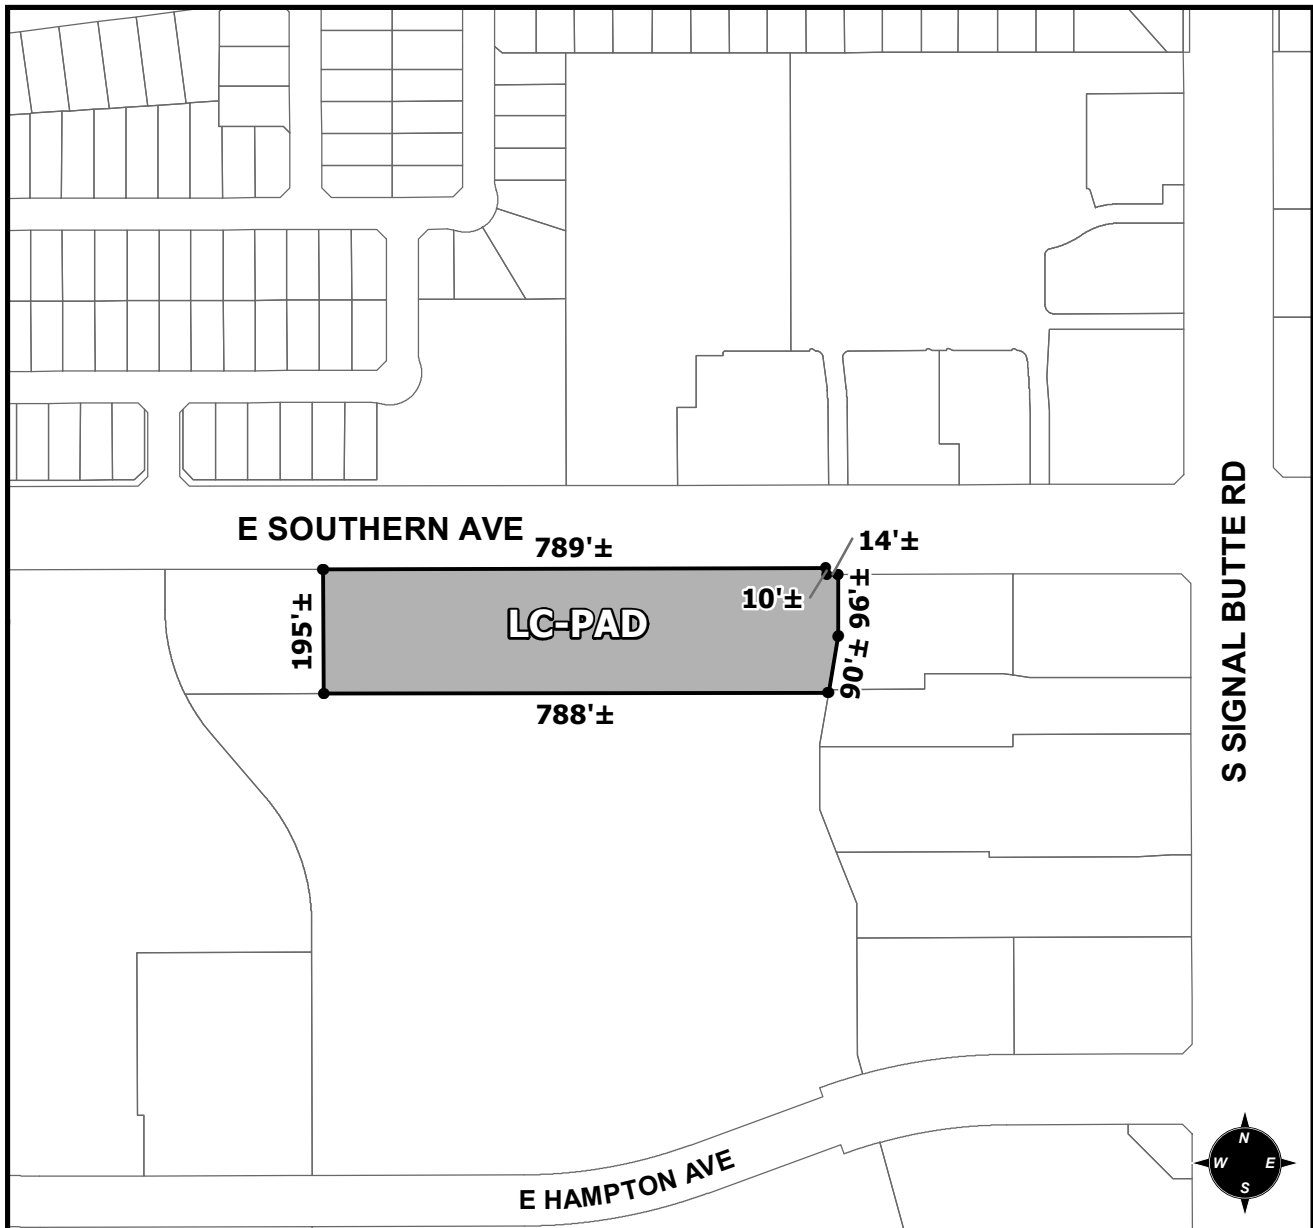 E SOUTHERN AVE
789'±
14'±
10'±
96'±
195'±
LC-PAD
90'±
788'±
S SIGNAL BUTTE RD
E HAMPTON AVE
N
W
E
S